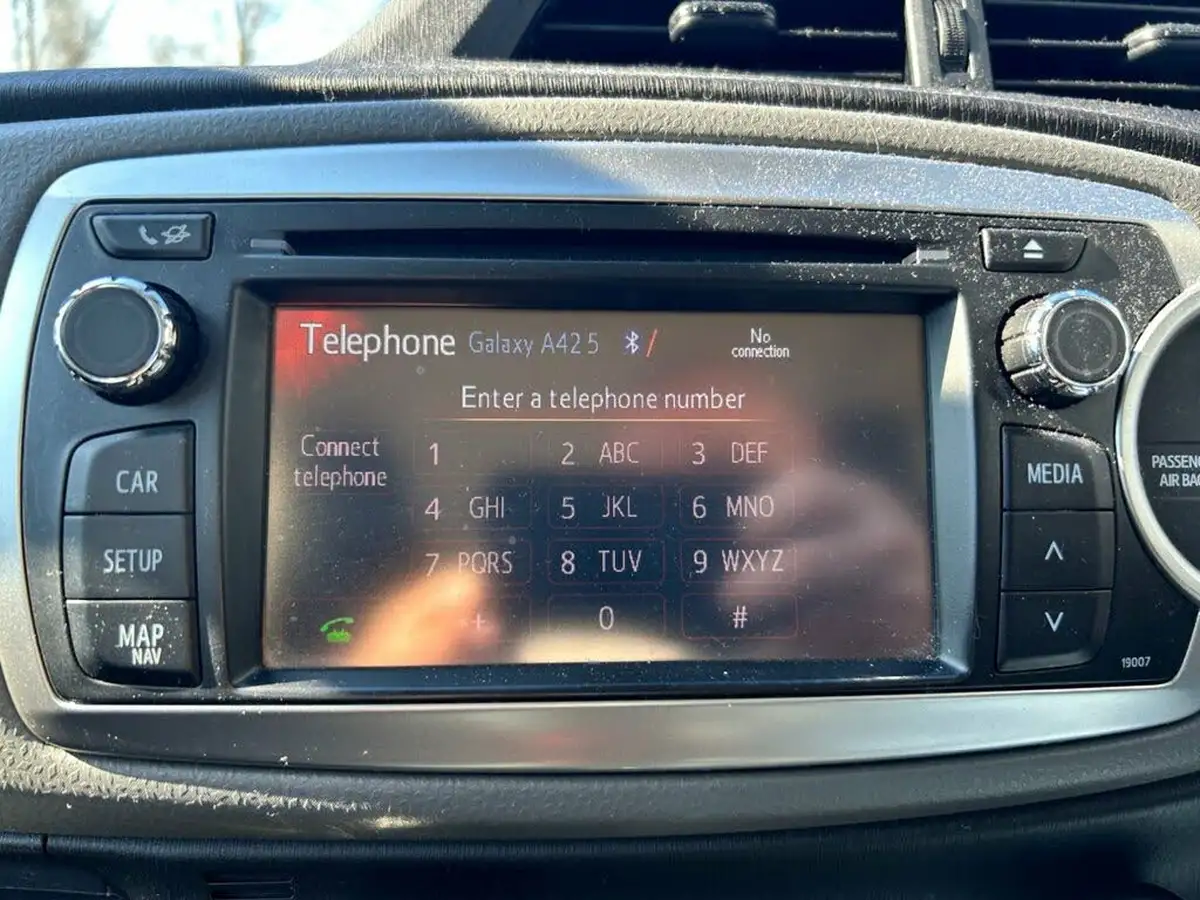 Telephone Galaxy A42 5 No connection
Enter a telephone number
Connect telephone
1
2 ABC
3 DEF
4 GHI
5 JKL
6 MNO
7 PQRS
8 TUV
9 WXYZ
+
0
#
CAR
SETUP
MAP
NAV
MEDIA
19007
PASSENG
AIR BAG